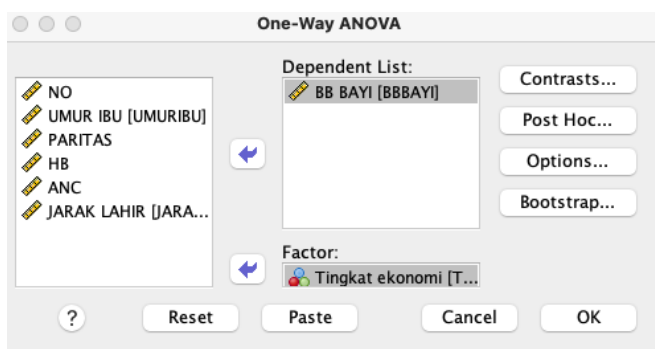 One-Way ANOVA
NO
UMUR IBU [UMURIBU]
PARITAS
HB
ANC
JARAK LAHIR [JARA...
Dependent List:
BB BAYI [BBBAYI]
Factor:
Tingkat ekonomi [T...
Contrasts...
Post Hoc...
Options...
Bootstrap...
? Reset Paste Cancel OK